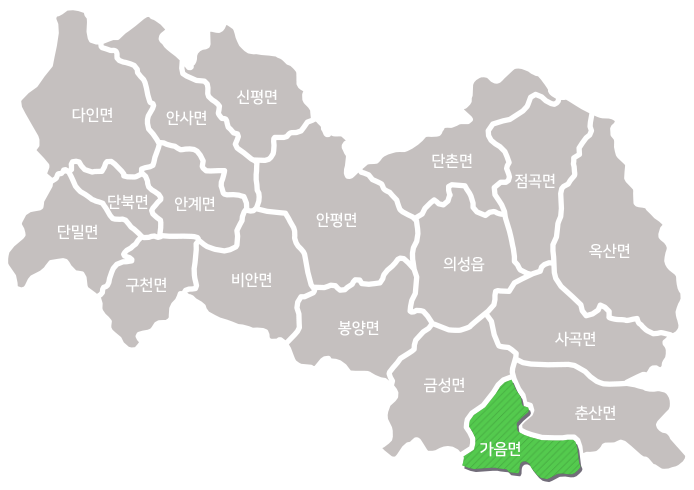 신평면
다인면
안사면
단촌면
점곡면
단북면
안계면
안평면
단밀면
옥산면
의성읍
비안면
구천면
봉양면
사곡면
금성면
춘산면
가음면